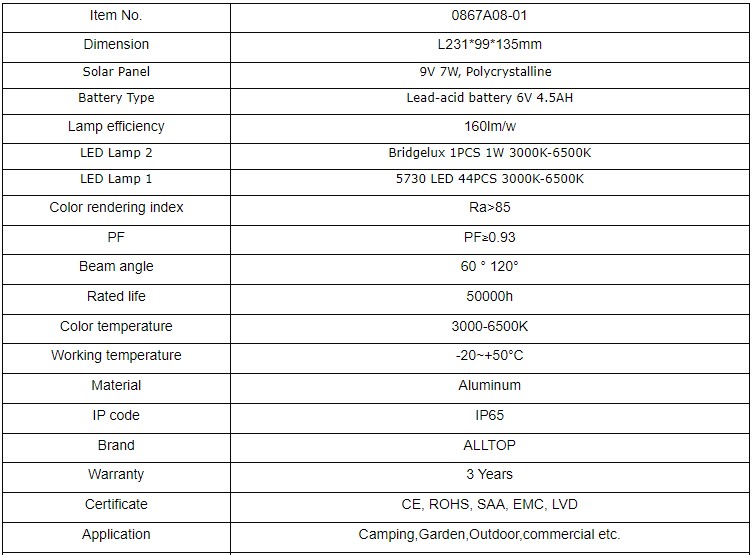 Item No. 0867A08-01
Dimension L231*99*135mm
Solar Panel 9V 7W, Polycrystalline
Battery Type Lead-acid battery 6V 4.5AH
Lamp efficiency 160lm/w
LED Lamp 2 Bridgelux 1PCS 1W 3000K-6500K
LED Lamp 1 5730 LED 44PCS 3000K-6500K
Color rendering index Ra>85
PF PF≥0.93
Beam angle 60 ° 120°
Rated life 50000h
Color temperature 3000-6500K
Working temperature -20~+50°C
Material Aluminum
IP code IP65
Brand ALLTOP
Warranty 3 Years
Certificate CE, ROHS, SAA, EMC, LVD
Application Camping,Garden,Outdoor,commercial etc.